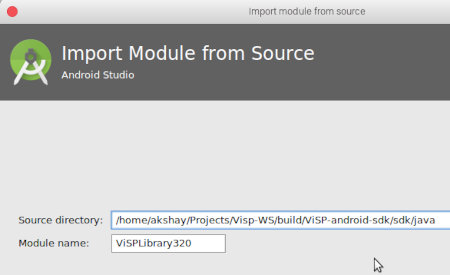 Import module from source
Import Module from Source
Android Studio
Source directory: /home/akshay/Projects/Visp-WS/build/ViSP-android-sdk/sdk/java
Module name: ViSPLibrary320